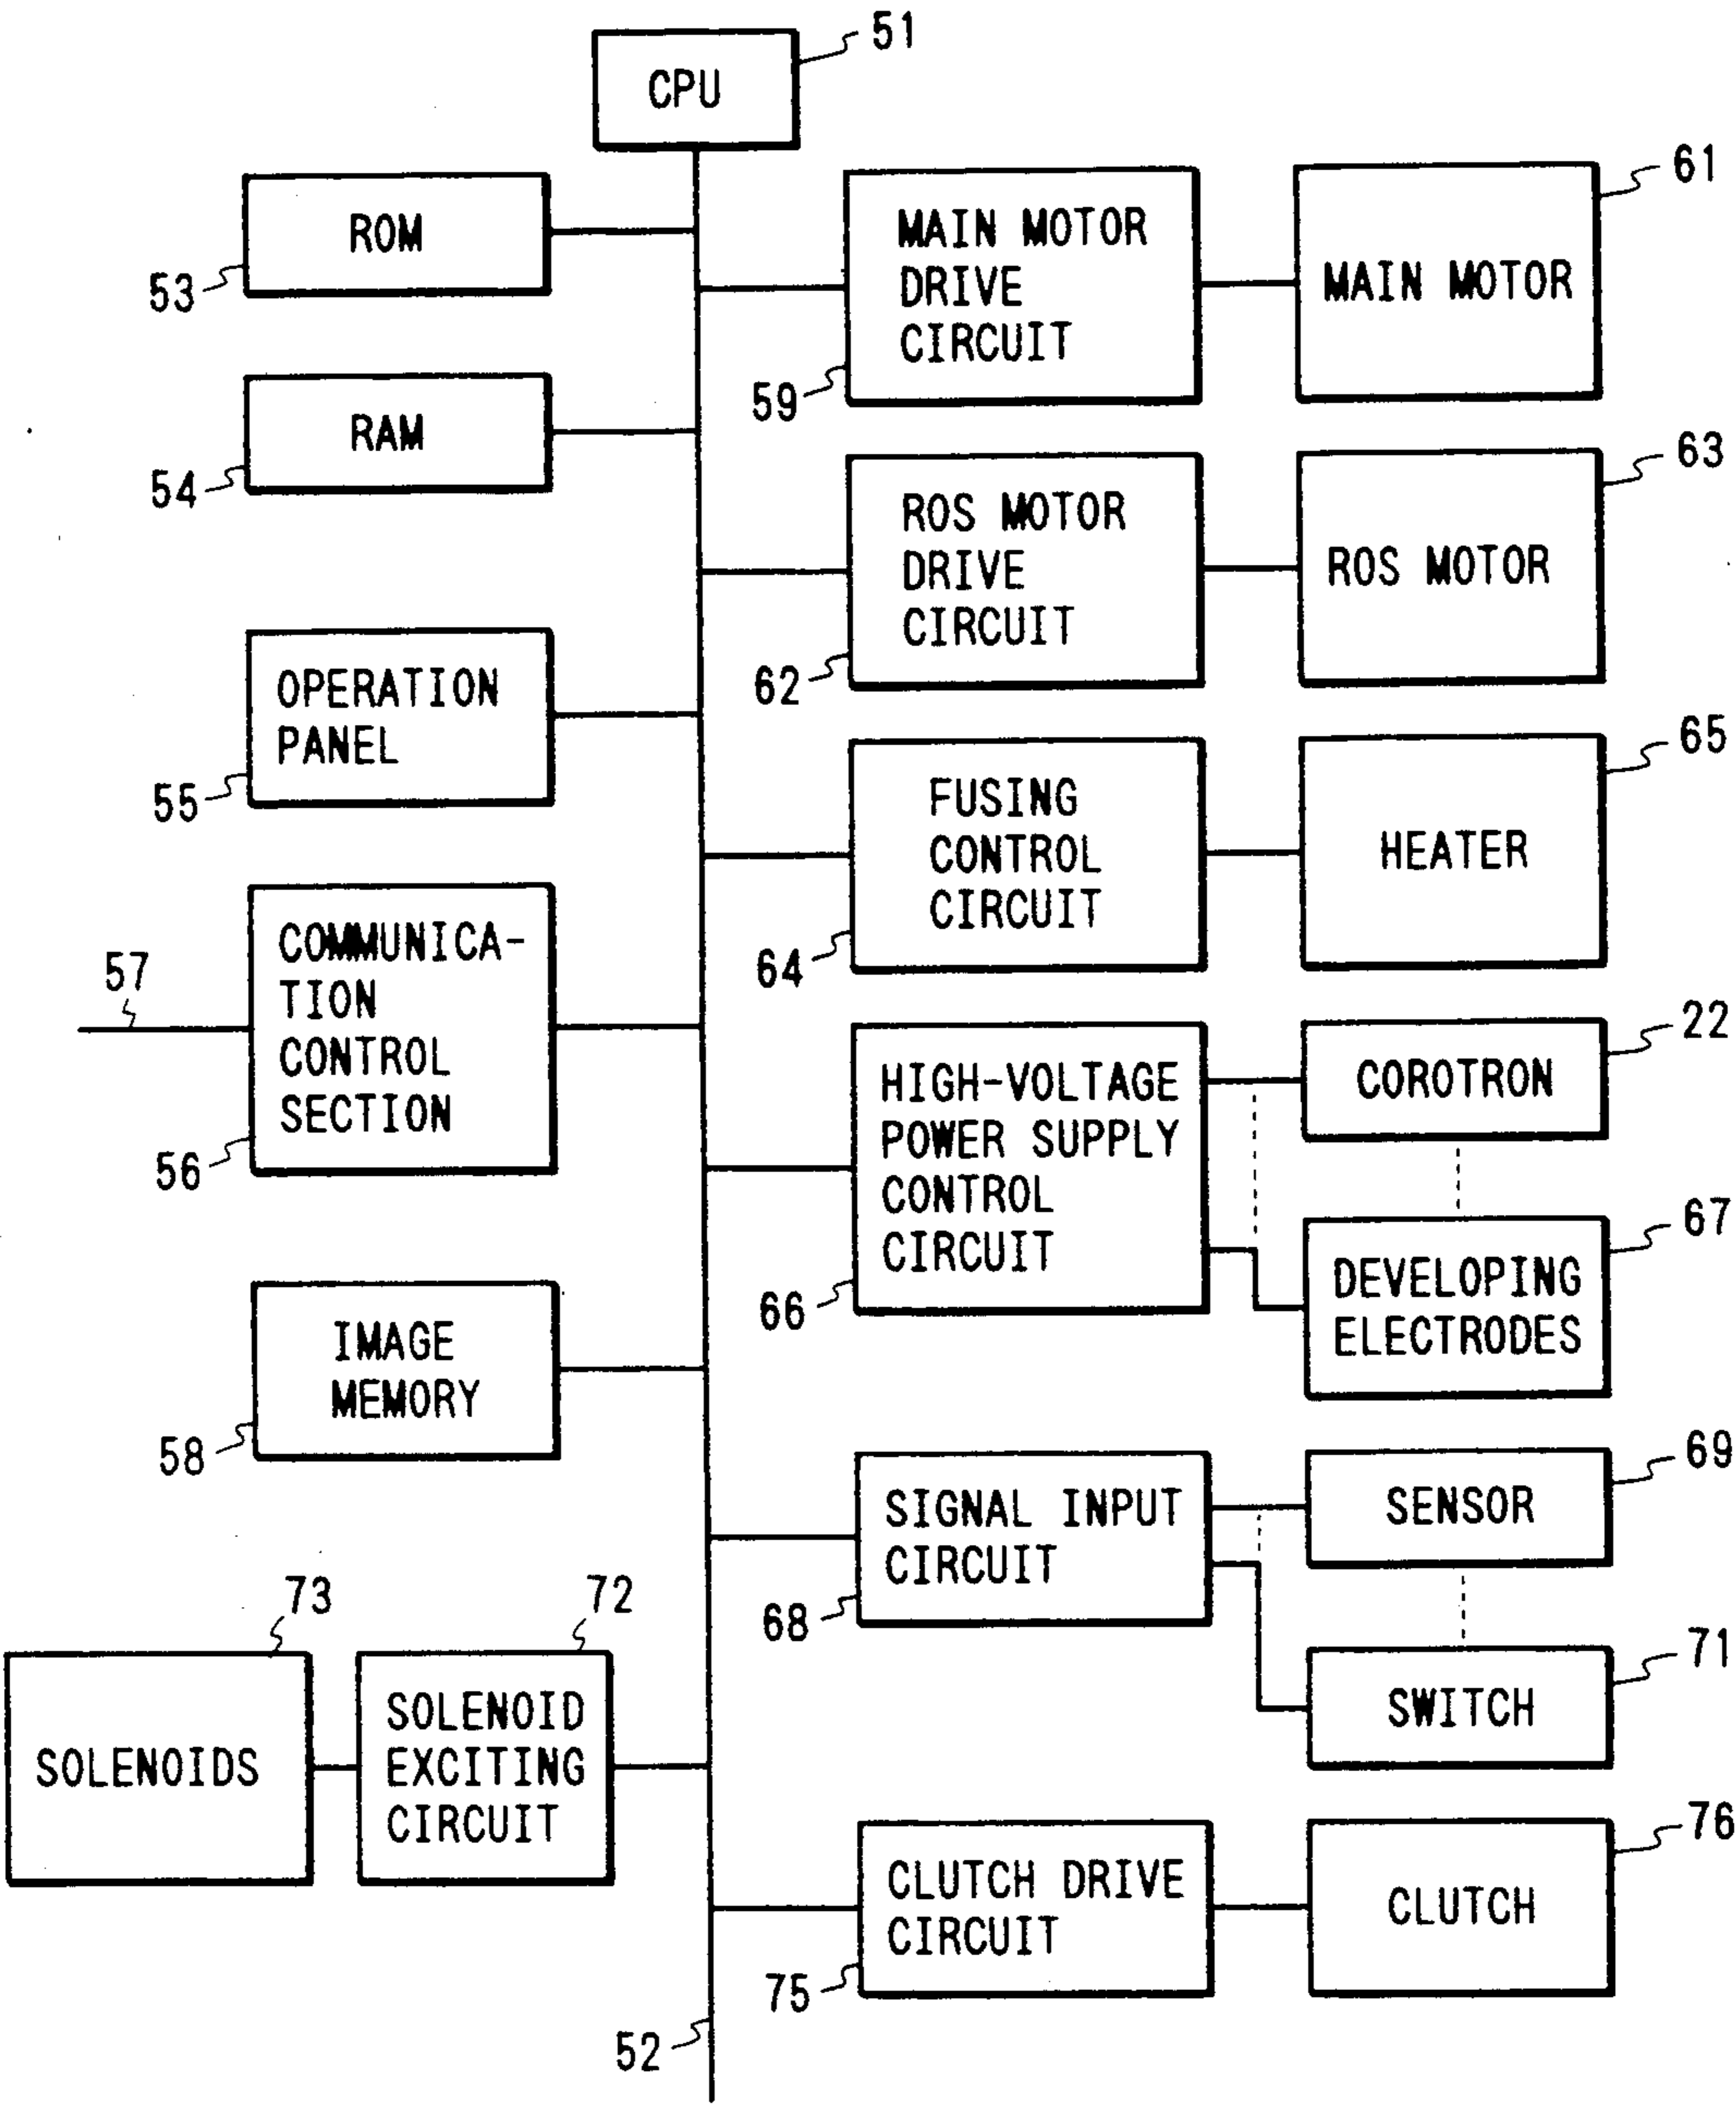 51
CPU
ROM
53
MAIN MOTOR
DRIVE
CIRCUIT
59
61
MAIN MOTOR
RAM
54
ROS MOTOR
DRIVE
CIRCUIT
62
63
ROS MOTOR
OPERATION
PANEL
55
FUSING
CONTROL
CIRCUIT
64
65
HEATER
57
COMMUNICA-
TION
CONTROL
SECTION
56
HIGH-VOLTAGE
POWER SUPPLY
CONTROL
CIRCUIT
66
22
COROTRON
67
DEVELOPING
ELECTRODES
IMAGE
MEMORY
58
SIGNAL INPUT
CIRCUIT
68
69
SENSOR
71
SWITCH
73
SOLENOIDS
72
SOLENOID
EXCITING
CIRCUIT
CLUTCH DRIVE
CIRCUIT
75
76
CLUTCH
52